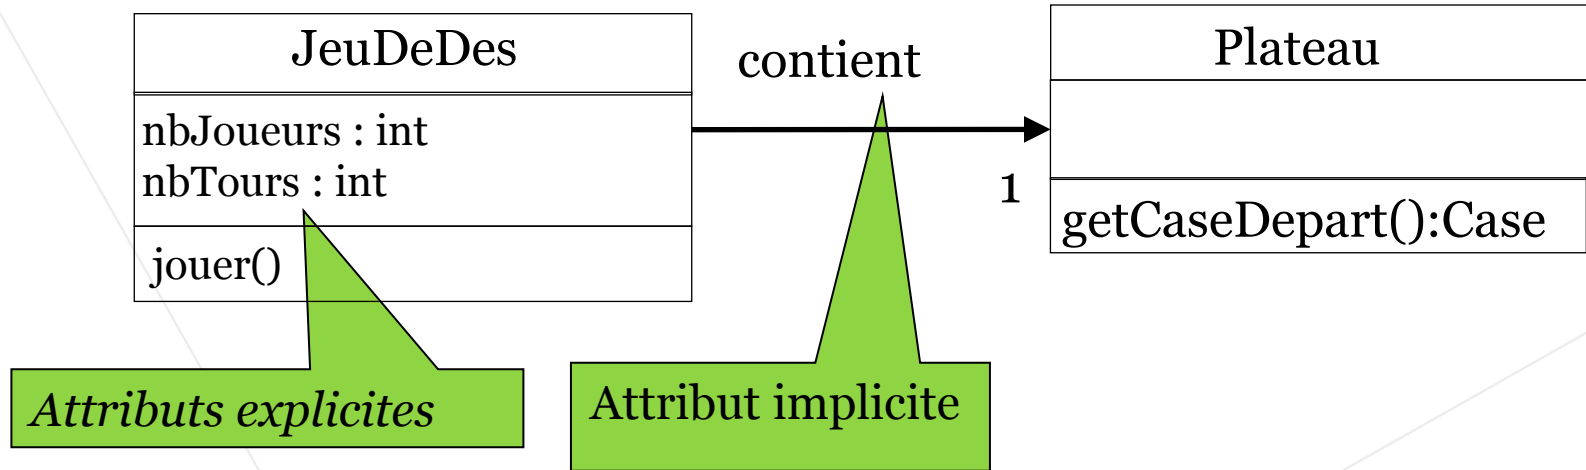 JeuDeDes
nbJoueurs : int
nbTours : int
jouer()
contient
1
Plateau
getCaseDepart():Case
Attributs explicites
Attribut implicite